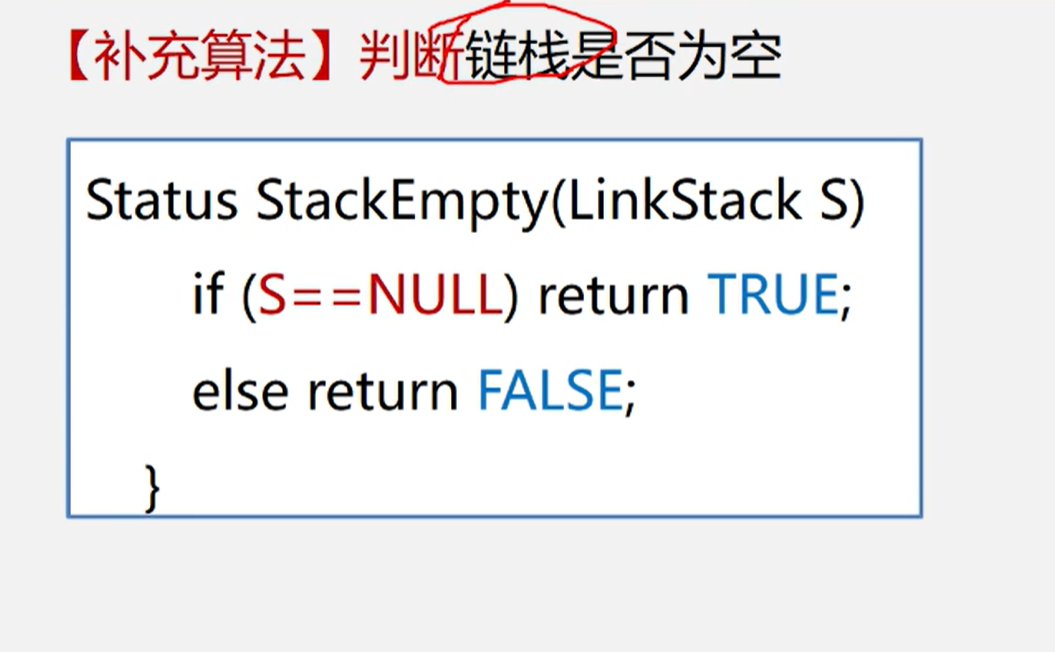 【补充算法】判断链栈是否为空
Status StackEmpty(LinkStack S)
if (S==NULL) return TRUE;
else return FALSE;
}